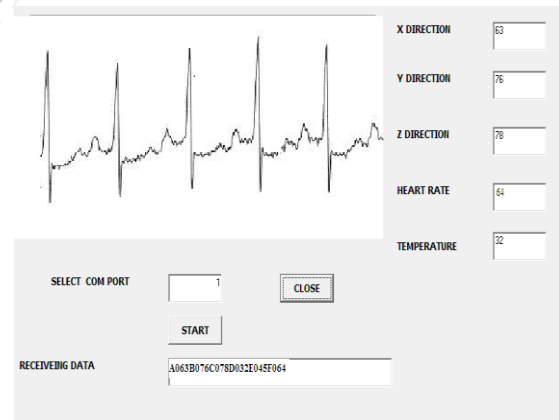 X DIRECTION 63
Y DIRECTION 76
Z DIRECTION 78
HEART RATE 64
TEMPERATURE 32
SELECT COM PORT 1
CLOSE
START
RECEIVEING DATA A063B076C078D032E045F064